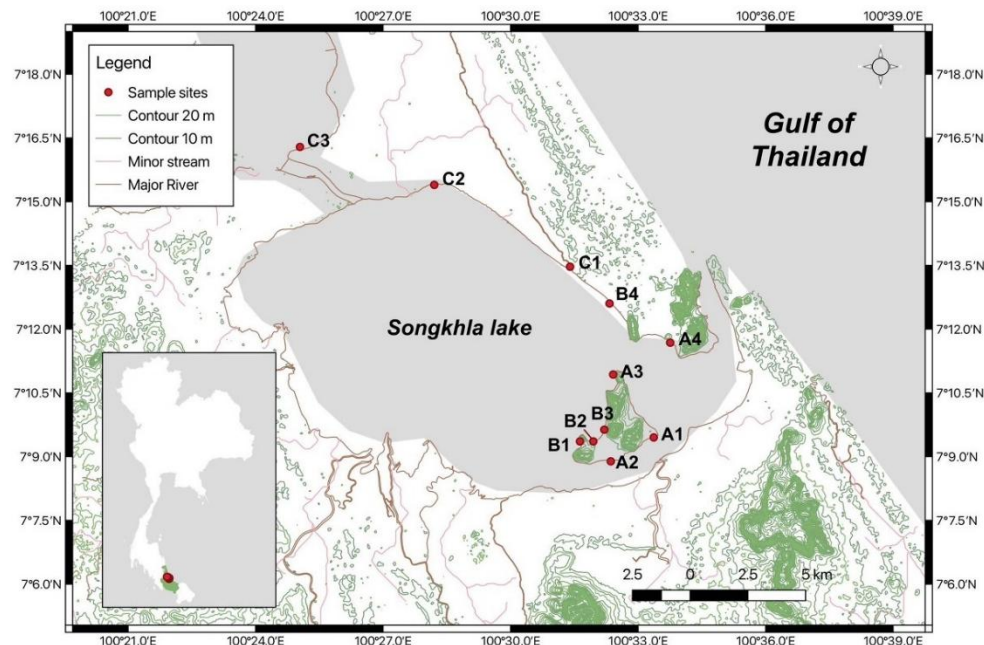 100°21.0'E 100°24.0'E 100°27.0'E 100°30.0'E 100°33.0'E 100°36.0'E 100°39.0'E
Legend
Sample sites
Contour 20 m
Contour 10 m
Minor stream
Major River
Gulf of
Thailand
7°18.0'N 7°18.0'N
7°16.5'N 7°16.5'N
C3
C2
7°15.0'N 7°15.0'N
7°13.5'N 7°13.5'N
C1
B4
Songkhla lake
7°12.0'N 7°12.0'N
A4
A3
7°10.5'N 7°10.5'N
B3
B2
B1
A1
A2
7°9.0'N 7°9.0'N
7°7.5'N 7°7.5'N
7°6.0'N 7°6.0'N
2.5 0 2.5 5 km
100°21.0'E 100°24.0'E 100°27.0'E 100°30.0'E 100°33.0'E 100°36.0'E 100°39.0'E